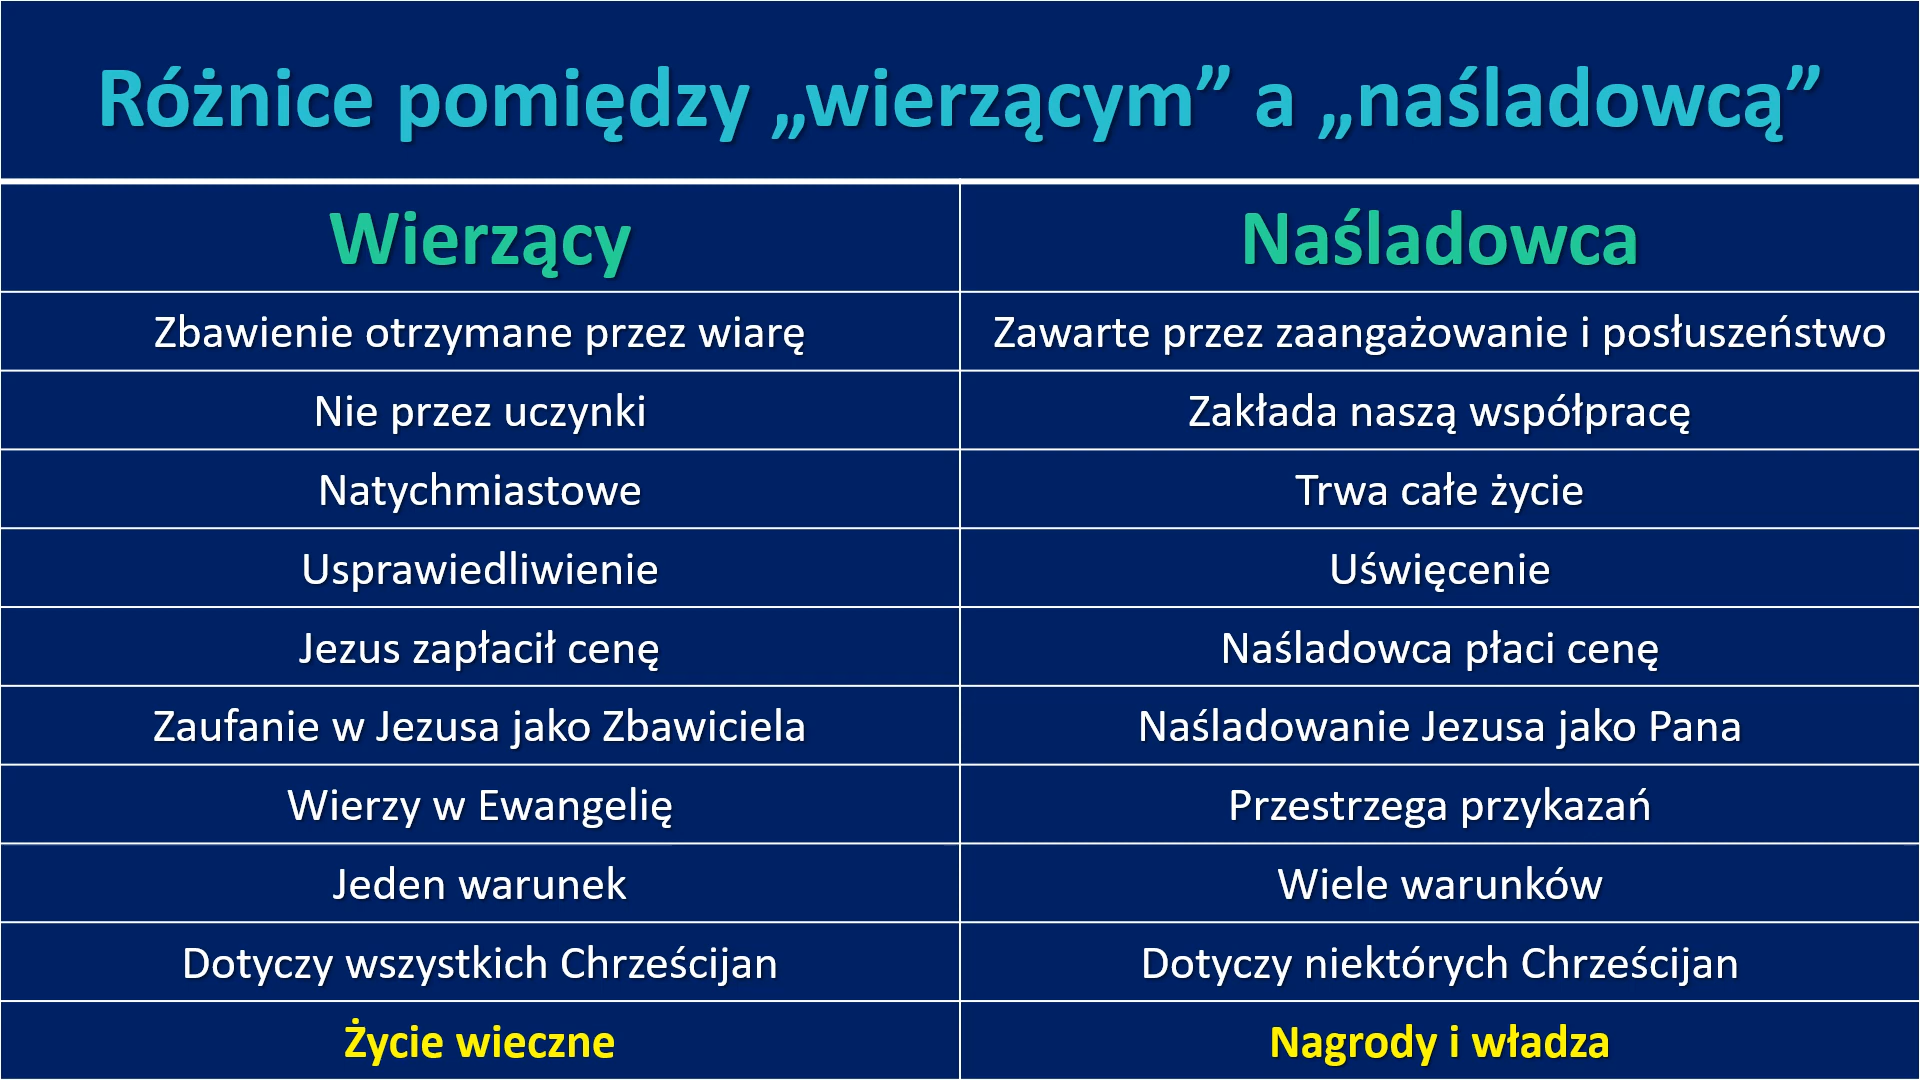 Różnice pomiędzy „wierzącym” a „naśladowcą”
Wierzący
Naśladowca
Zbawienie otrzymane przez wiarę
Zawarte przez zaangażowanie i posłuszeństwo
Nie przez uczynki
Zakłada naszą współpracę
Natychmiastowe
Trwa całe życie
Usprawiedliwienie
Uświęcenie
Jezus zapłacił cenę
Naśladowca płaci cenę
Zaufanie w Jezusa jako Zbawiciela
Naśladowanie Jezusa jako Pana
Wierzy w Ewangelię
Przestrzega przykazań
Jeden warunek
Wiele warunków
Dotyczy wszystkich Chrześcijan
Dotyczy niektórych Chrześcijan
Życie wieczne
Nagrody i władza